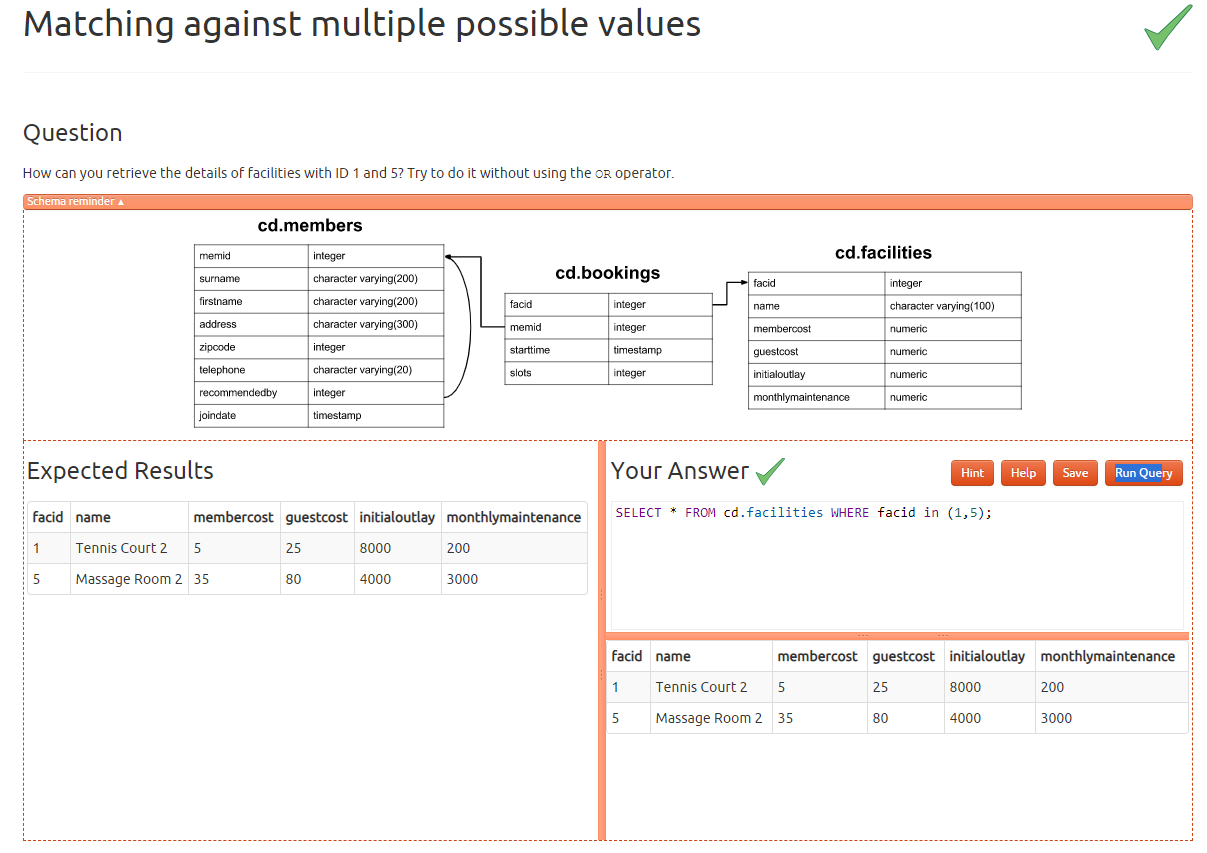 Matching against multiple possible values
Question
How can you retrieve the details of facilities with ID 1 and 5? Try to do it without using the OR operator.
Schema reminder ▲
cd.members
memid integer
surname character varying(200)
firstname character varying(200)
address character varying(300)
zipcode integer
telephone character varying(20)
recommendedby integer
joindate timestamp
cd.bookings
facid integer
memid integer
starttime timestamp
slots integer
cd.facilities
facid integer
name character varying(100)
membercost numeric
guestcost numeric
initialoutlay numeric
monthlymaintenance numeric
Expected Results
facid name membercost guestcost initialoutlay monthlymaintenance
1 Tennis Court 2 5 25 8000 200
5 Massage Room 2 35 80 4000 3000
Your Answer
Hint Help Save Run Query
SELECT * FROM cd.facilities WHERE facid in (1,5);
facid name membercost guestcost initialoutlay monthlymaintenance
1 Tennis Court 2 5 25 8000 200
5 Massage Room 2 35 80 4000 3000